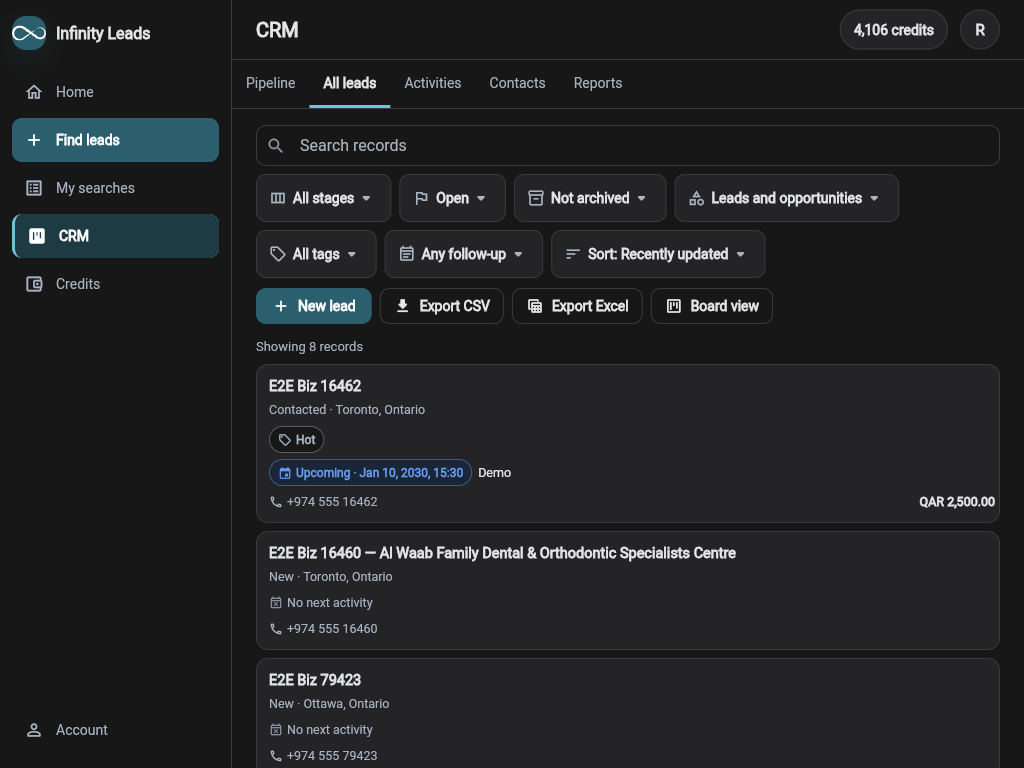 Infinity Leads
Home
Find leads
My searches
CRM
Credits
Account
CRM
4,106 credits
R
Pipeline
All leads
Activities
Contacts
Reports
Search records
All stages
Open
Not archived
Leads and opportunities
All tags
Any follow-up
Sort: Recently updated
New lead
Export CSV
Export Excel
Board view
Showing 8 records
E2E Biz 16462
Contacted · Toronto, Ontario
Hot
Upcoming · Jan 10, 2030, 15:30 Demo
+974 555 16462
QAR 2,500.00
E2E Biz 16460 — Al Waab Family Dental & Orthodontic Specialists Centre
New · Toronto, Ontario
No next activity
+974 555 16460
E2E Biz 79423
New · Ottawa, Ontario
No next activity
+974 555 79423